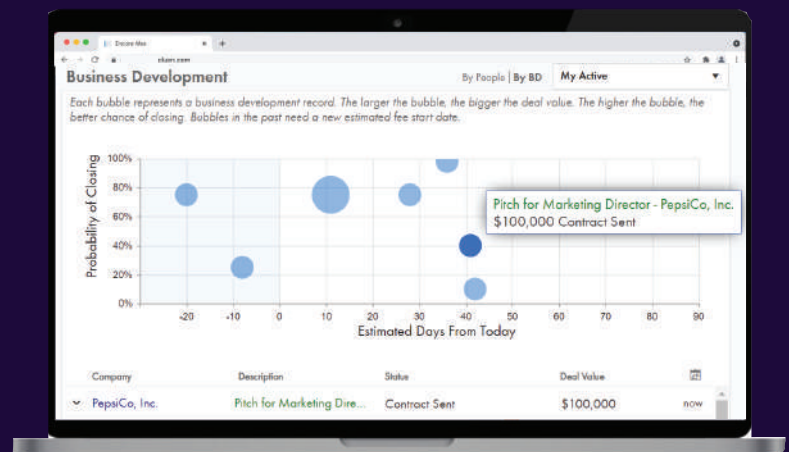 Business Development
By People | By BD
My Active
Each bubble represents a business development record. The larger the bubble, the bigger the deal value. The higher the bubble, the
better chance of closing. Bubbles in the past need a new estimated fee start date.
Probability of Closing
100%
80%
60%
40%
20%
0%
Pitch for Marketing Director - PepsiCo, Inc.
$100,000 Contract Sent
-20 -10 0 10 20 30 40 50 60 70 80 90
Estimated Days From Today
Company Description Status Deal Value
PepsiCo, Inc. Pitch for Marketing Dire... Contract Sent $100,000 now